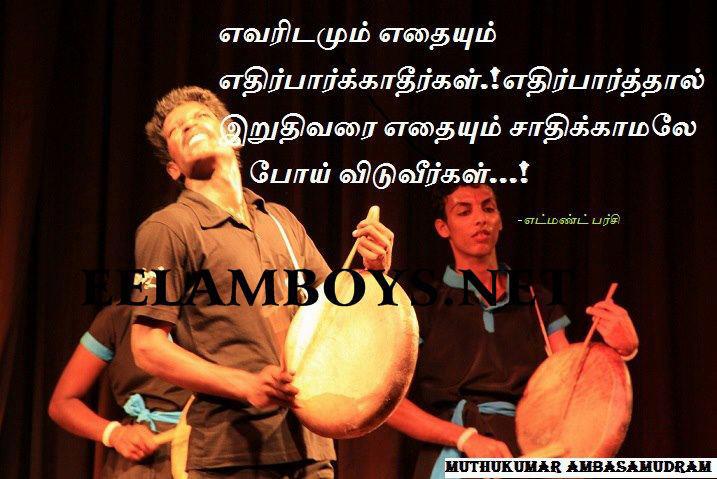 எவரிடமும் எதையும்
எதிர்பார்க்காதீர்கள்.!எதிர்பார்த்தால்
இறுதிவரை எதையும் சாதிக்காமலே
போய் விடுவீர்கள்...!
-எட்மண்ட் பர்சி
EELAMBOYS.NET
MUTHUKUMAR AMBASAMUDRAM